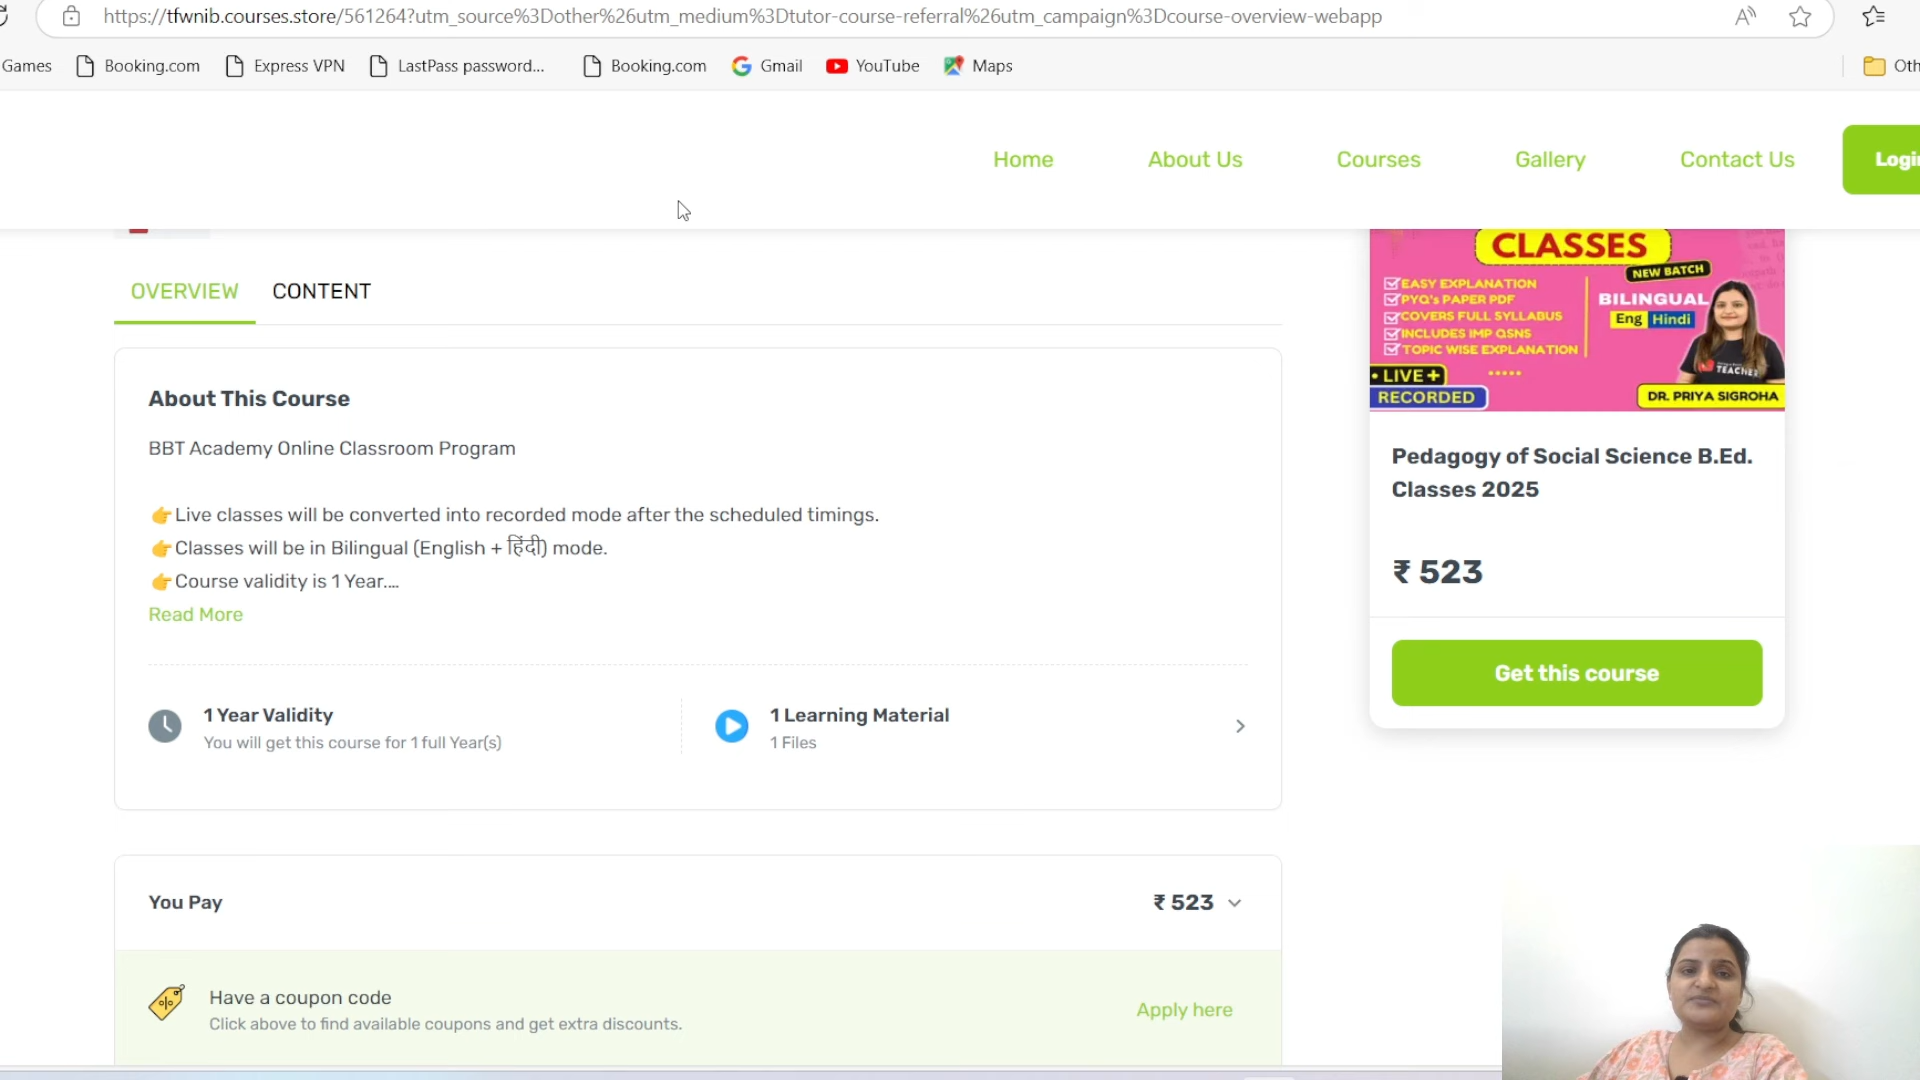 https://tfwnib.courses.store/561264?utm_source%3Dother%26utm_medium%3Dtutor-course-referral%26utm_campaign%3Dcourse-overview-webapp
Games
Booking.com
Express VPN
LastPass password...
Booking.com
Gmail
YouTube
Maps
Home
About Us
Courses
Gallery
Contact Us
OVERVIEW
CONTENT
About This Course
BBT Academy Online Classroom Program
👉Live classes will be converted into recorded mode after the scheduled timings.
👉Classes will be in Bilingual (English + हिंदी) mode.
👉Course validity is 1 Year....
Read More
1 Year Validity
You will get this course for 1 full Year(s)
1 Learning Material
1 Files
You Pay
₹ 523
Have a coupon code
Click above to find available coupons and get extra discounts.
Apply here
CLASSES
NEW BATCH
EASY EXPLANATION
PYQ's PAPER PDF
COVERS FULL SYLLABUS
INCLUDES IMP QSNS
TOPIC WISE EXPLANATION
BILINGUAL
Eng Hindi
• LIVE +
RECORDED
TEACHER
DR. PRIYA SIGROHA
Pedagogy of Social Science B.Ed.
Classes 2025
₹ 523
Get this course